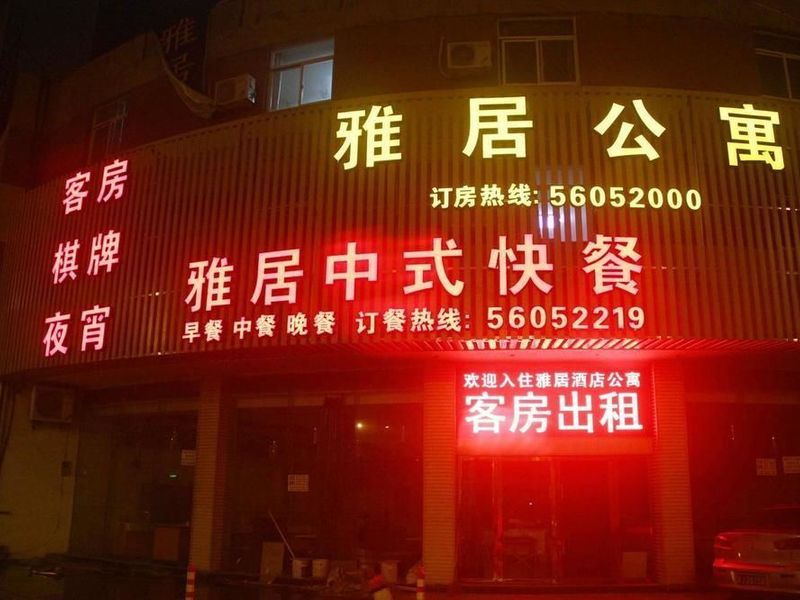 雅居
雅居公寓
订房热线: 56052000
客房
棋牌
夜宵
雅居中式快餐
早餐 中餐 晚餐 订餐热线: 56052219
欢迎入住雅居酒店公寓
客房出租